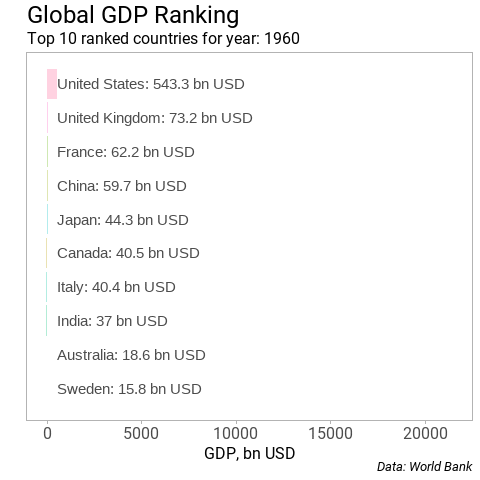 Global GDP Ranking
Top 10 ranked countries for year: 1960
United States: 543.3 bn USD
United Kingdom: 73.2 bn USD
France: 62.2 bn USD
China: 59.7 bn USD
Japan: 44.3 bn USD
Canada: 40.5 bn USD
Italy: 40.4 bn USD
India: 37 bn USD
Australia: 18.6 bn USD
Sweden: 15.8 bn USD
0 5000 10000 15000 20000
GDP, bn USD
Data: World Bank